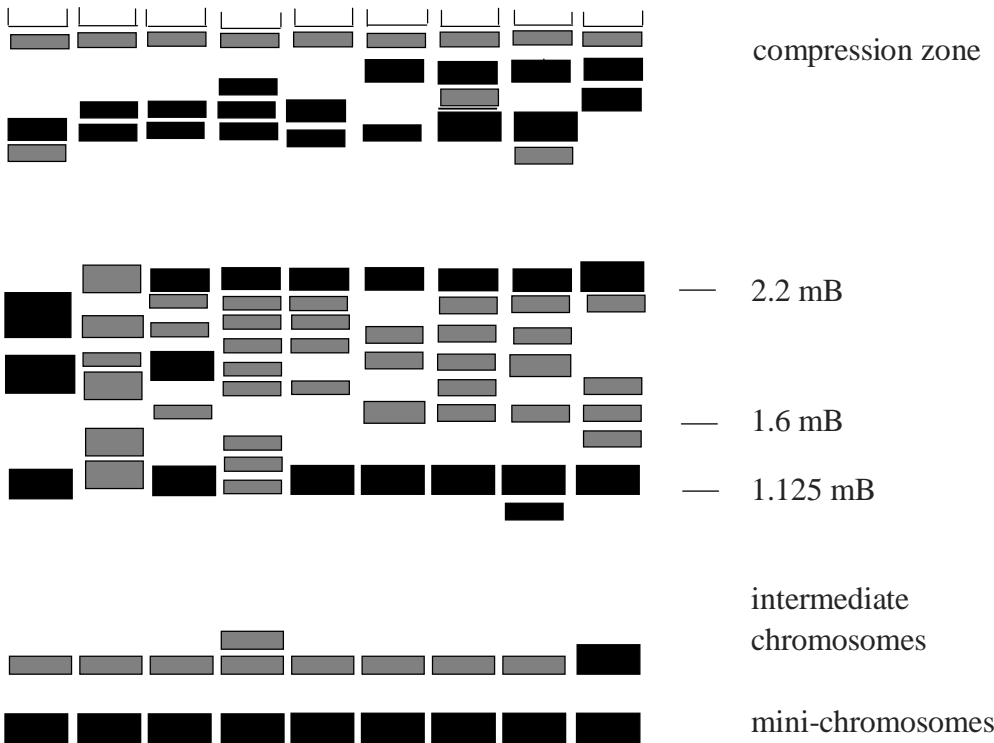 compression zone
2.2 mB
1.6 mB
1.125 mB
intermediate
chromosomes
mini-chromosomes